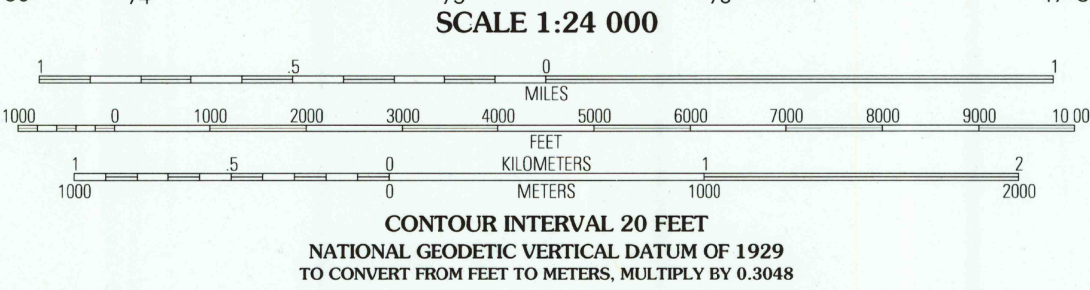 SCALE 1:24 000
1 .5 0 1
MILES
1000 0 1000 2000 3000 4000 5000 6000 7000 8000 9000 10 00
FEET
1 .5 0 KILOMETERS 1 2
1000 0 METERS 1000 2000
CONTOUR INTERVAL 20 FEET
NATIONAL GEODETIC VERTICAL DATUM OF 1929
TO CONVERT FROM FEET TO METERS, MULTIPLY BY 0.3048